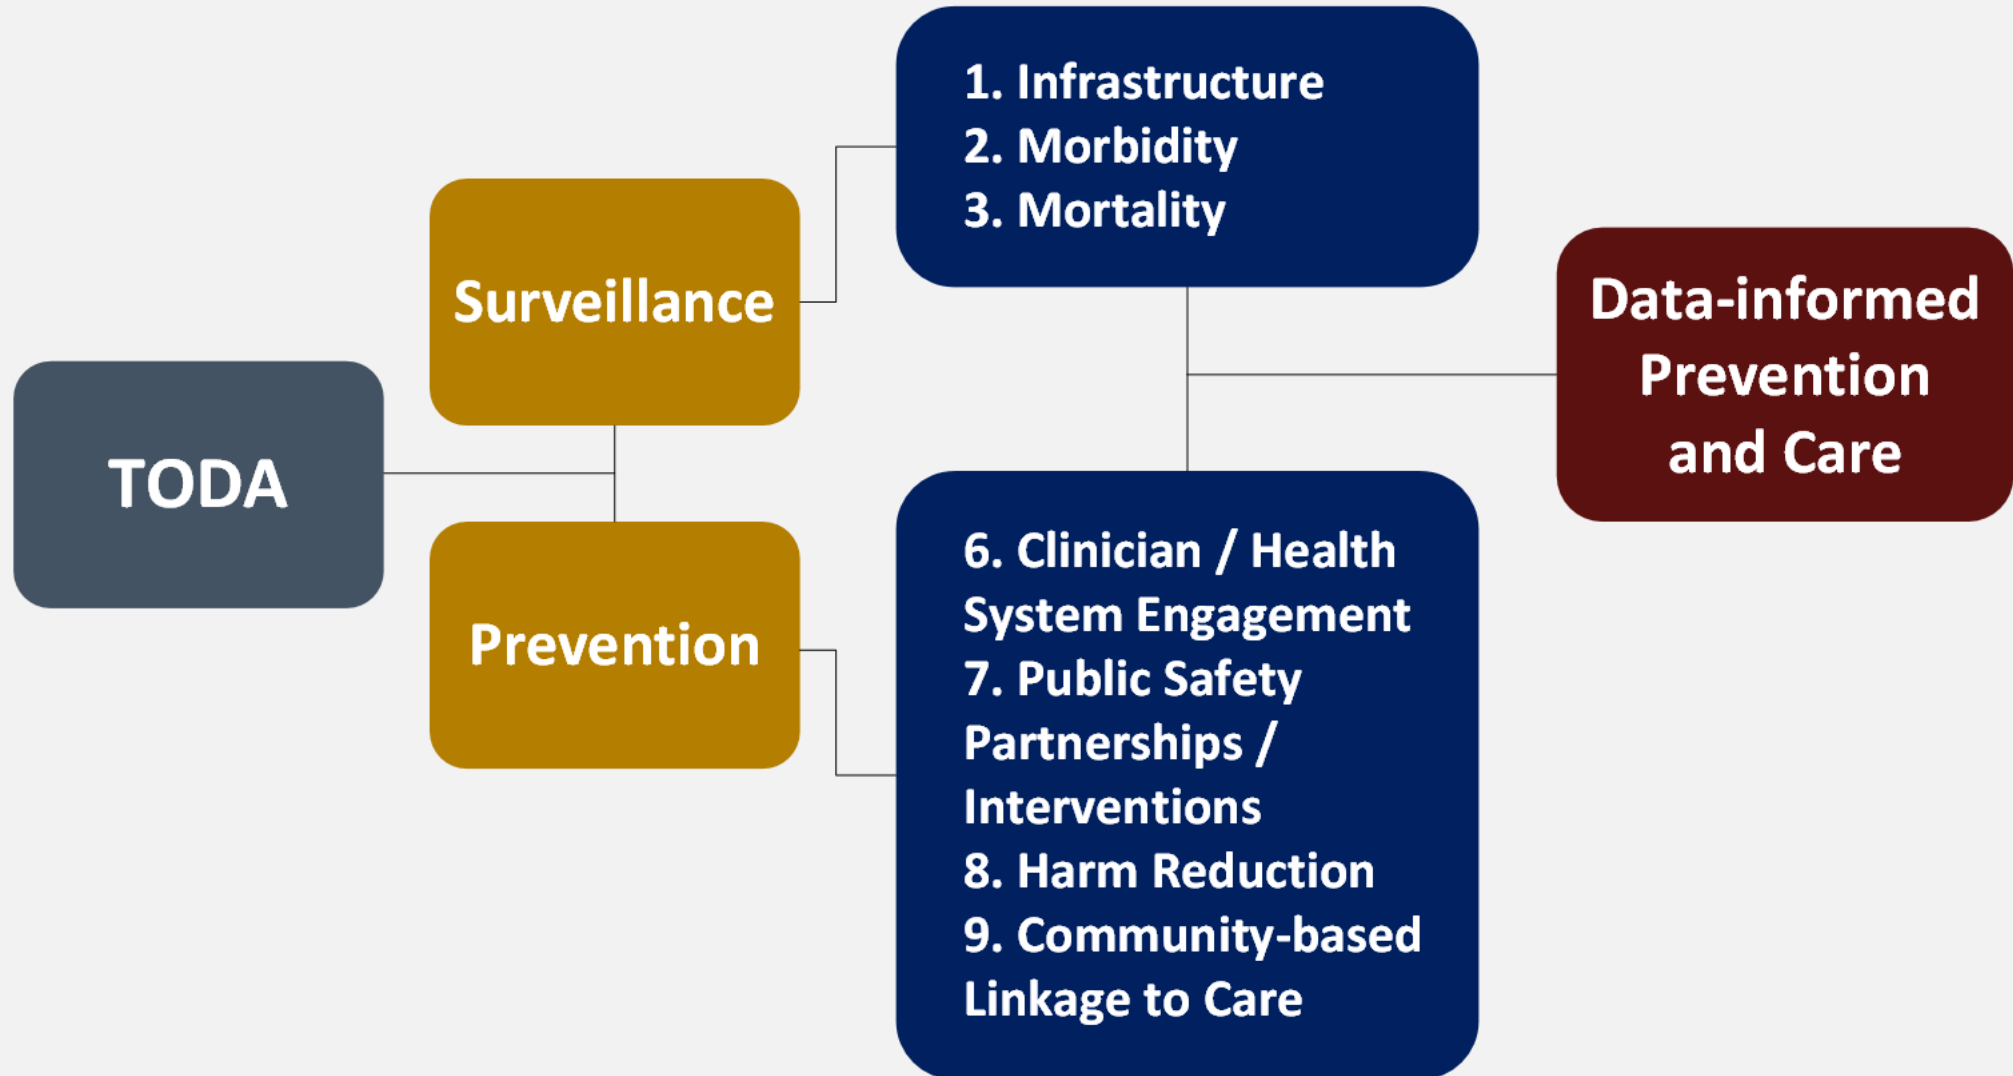 TODA
Surveillance
Prevention
1. Infrastructure
2. Morbidity
3. Mortality
6. Clinician / Health
System Engagement
7. Public Safety
Partnerships /
Interventions
8. Harm Reduction
9. Community-based
Linkage to Care
Data-informed
Prevention
and Care